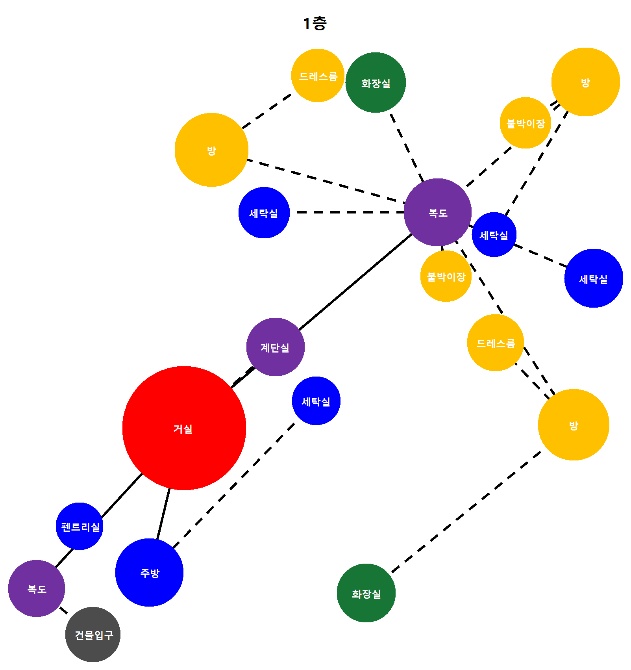 1층
드레스룸
화장실
방
붙박이장
방
세탁실
복도
세탁실
붙박이장
세탁실
드레스룸
계단실
세탁실
거실
방
펜트리실
주방
복도
화장실
건물입구